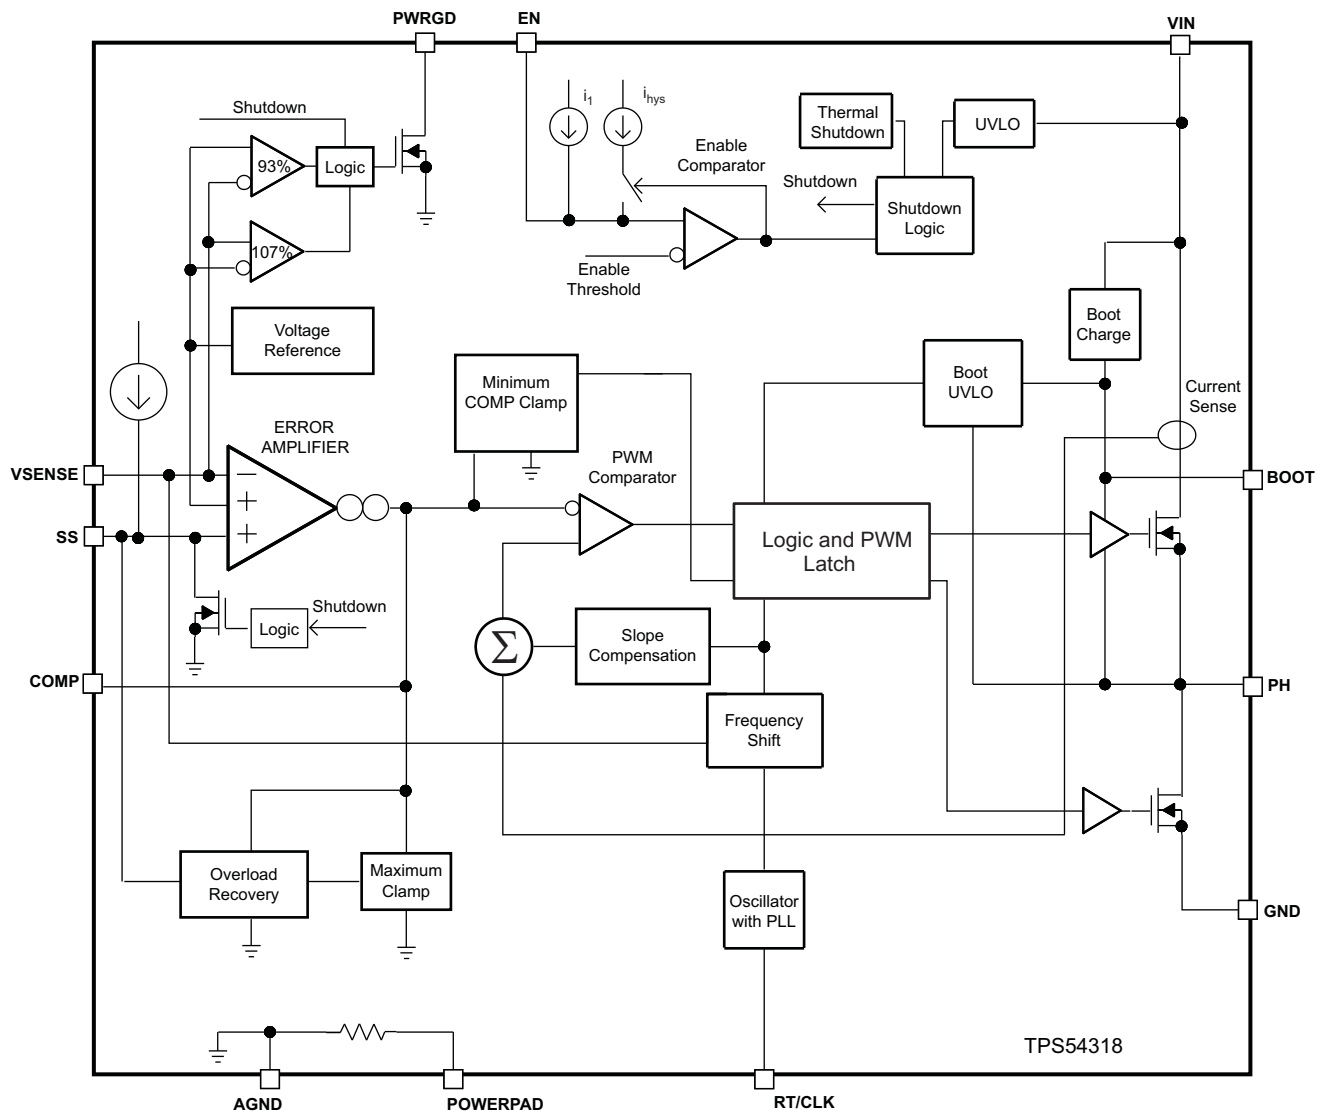 PWRGD
EN
VIN
Shutdown
i1
ihys
Thermal
Shutdown
UVLO
93%
Logic
Enable
Comparator
Shutdown
Shutdown
Logic
107%
Enable
Threshold
Voltage
Reference
Boot
Charge
Minimum
COMP Clamp
Boot
UVLO
Current
Sense
ERROR
AMPLIFIER
PWM
Comparator
VSENSE
−
+
+
BOOT
SS
Logic and PWM
Latch
Logic
Shutdown
Σ
Slope
Compensation
COMP
PH
Frequency
Shift
Overload
Recovery
Maximum
Clamp
Oscillator
with PLL
GND
TPS54318
AGND
POWERPAD
RT/CLK